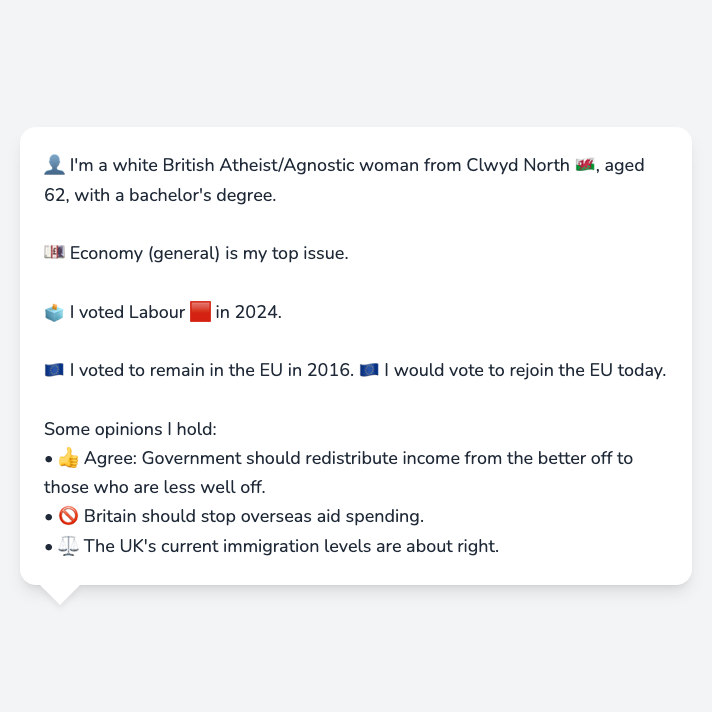 👤 I'm a white British Atheist/Agnostic woman from Clwyd North 🏴󠁧󠁢󠁷󠁬󠁳󠁿, aged
62, with a bachelor's degree.
💷 Economy (general) is my top issue.
🗳️ I voted Labour 🟥 in 2024.
🇪🇺 I voted to remain in the EU in 2016. 🇪🇺 I would vote to rejoin the EU today.
Some opinions I hold:
• 👍 Agree: Government should redistribute income from the better off to
those who are less well off.
• 🚫 Britain should stop overseas aid spending.
• ⚖️ The UK's current immigration levels are about right.